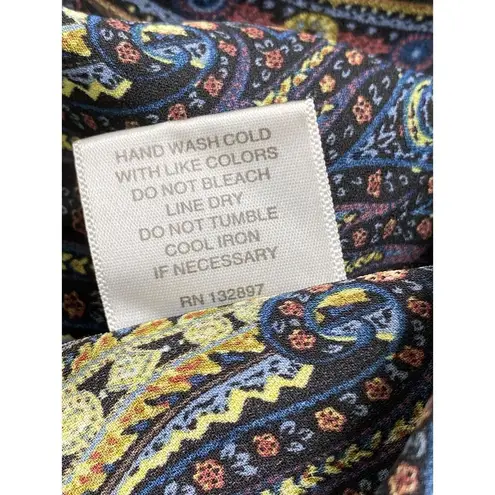 HAND WASH COLD
WITH LIKE COLORS
DO NOT BLEACH
LINE DRY
DO NOT TUMBLE
COOL IRON
IF NECESSARY
RN 132897